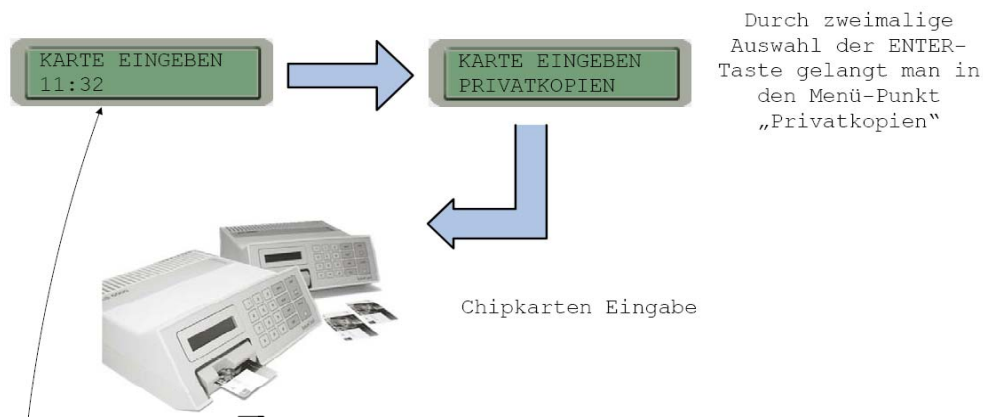 KARTE EINGEBEN
11:32
KARTE EINGEBEN
PRIVATKOPIEN
Durch zweimalige
Auswahl der ENTER-
Taste gelangt man in
den Menü-Punkt
„Privatkopien“
Chipkarten Eingabe